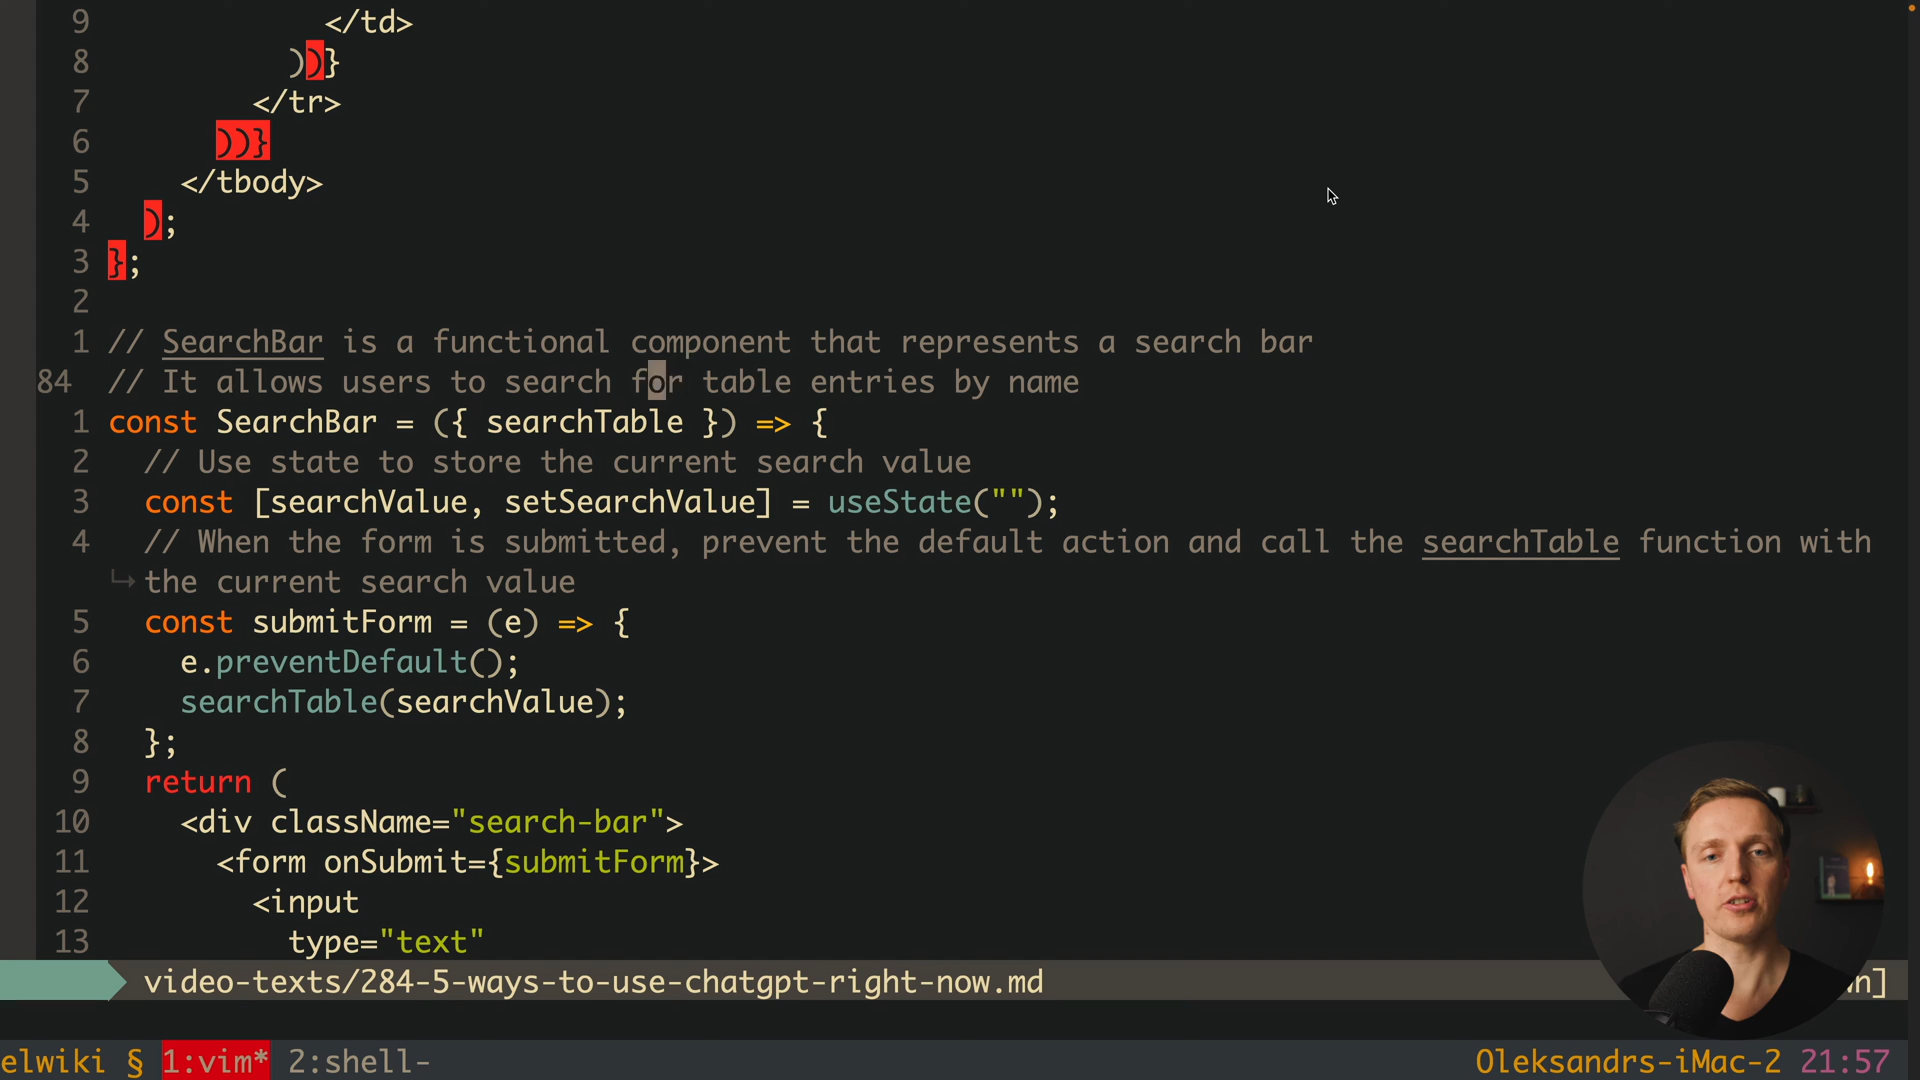 9 </td>
8 ))}
7 </tr>
6 ))}
5 </tbody>
4 );
3 };
2
1 // SearchBar is a functional component that represents a search bar
84 // It allows users to search for table entries by name
1 const SearchBar = ({ searchTable }) => {
2 // Use state to store the current search value
3 const [searchValue, setSearchValue] = useState("");
4 // When the form is submitted, prevent the default action and call the searchTable function with
↳ the current search value
5 const submitForm = (e) => {
6 e.preventDefault();
7 searchTable(searchValue);
8 };
9 return (
10 <div className="search-bar">
11 <form onSubmit={submitForm}>
12 <input
13 type="text"
video-texts/284-5-ways-to-use-chatgpt-right-now.md
elwiki § 1:vim* 2:shell- Oleksandrs-iMac-2 21:57